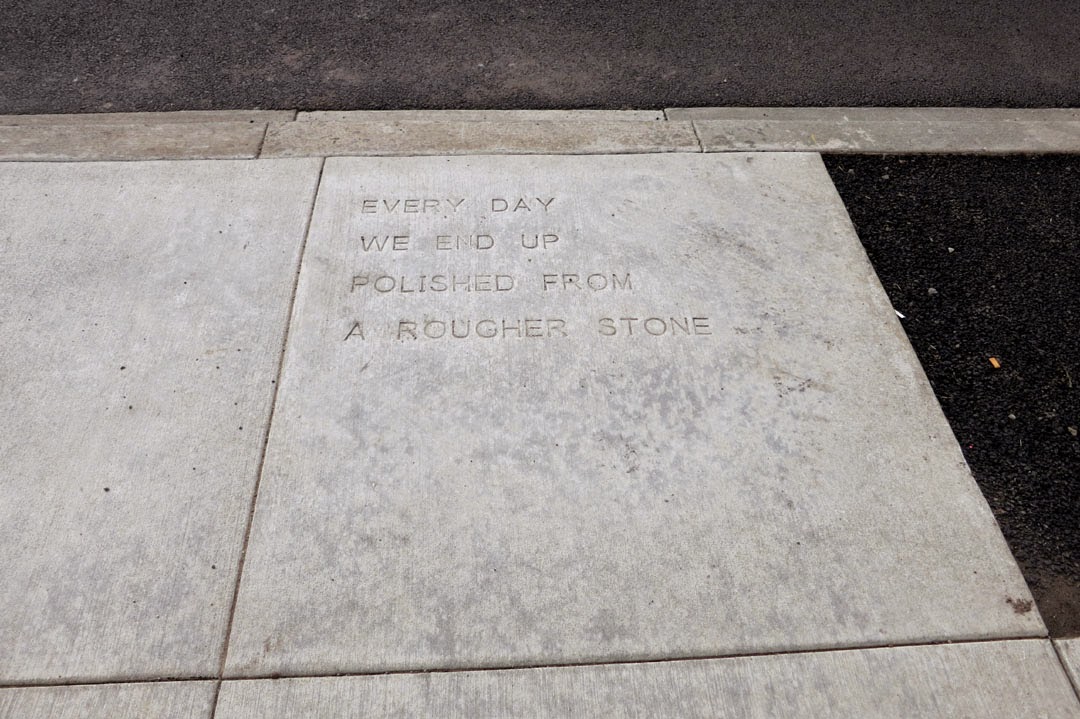 EVERY DAY
WE END UP
POLISHED FROM
A ROUGHER STONE